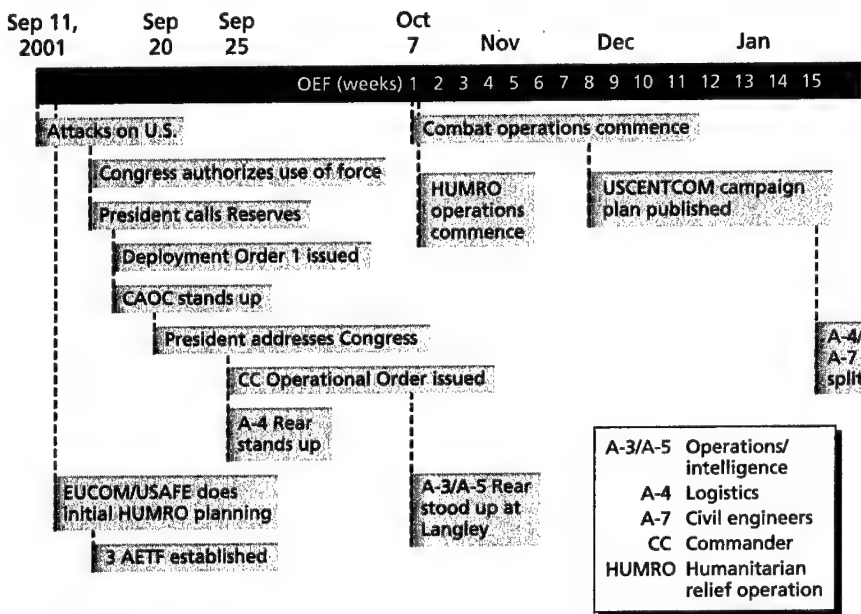 Sep 11,
2001
Sep
20
Sep
25
Oct
7
Nov
Dec
Jan
OEF (weeks) 1 2 3 4 5 6 7 8 9 10 11 12 13 14 15
Attacks on U.S.
Combat operations commence
Congress authorizes use of force
HUMRO
operations
commence
USCENTCOM campaign
plan published
President calls Reserves
Deployment Order 1 issued
CAOC stands up
President addresses Congress
A-4/
A-7
split
CC Operational Order issued
A-4 Rear
stands up
EUCOM/USAFE does
initial HUMRO planning
A-3/A-5 Rear
stood up at
Langley
3 AETF established
A-3/A-5 Operations/
intelligence
A-4 Logistics
A-7 Civil engineers
CC Commander
HUMRO Humanitarian
relief operation